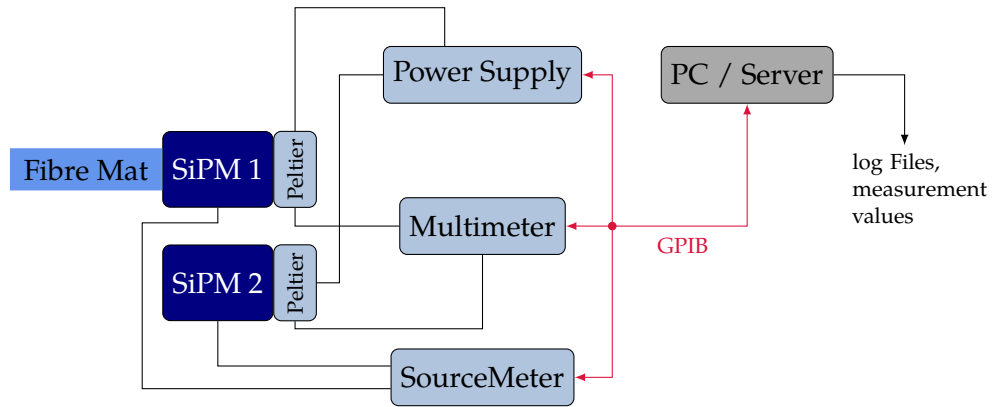 Power Supply
PC / Server
Fibre Mat
SiPM 1
Peltier
log Files,
measurement
values
Multimeter
GPIB
SiPM 2
Peltier
SourceMeter